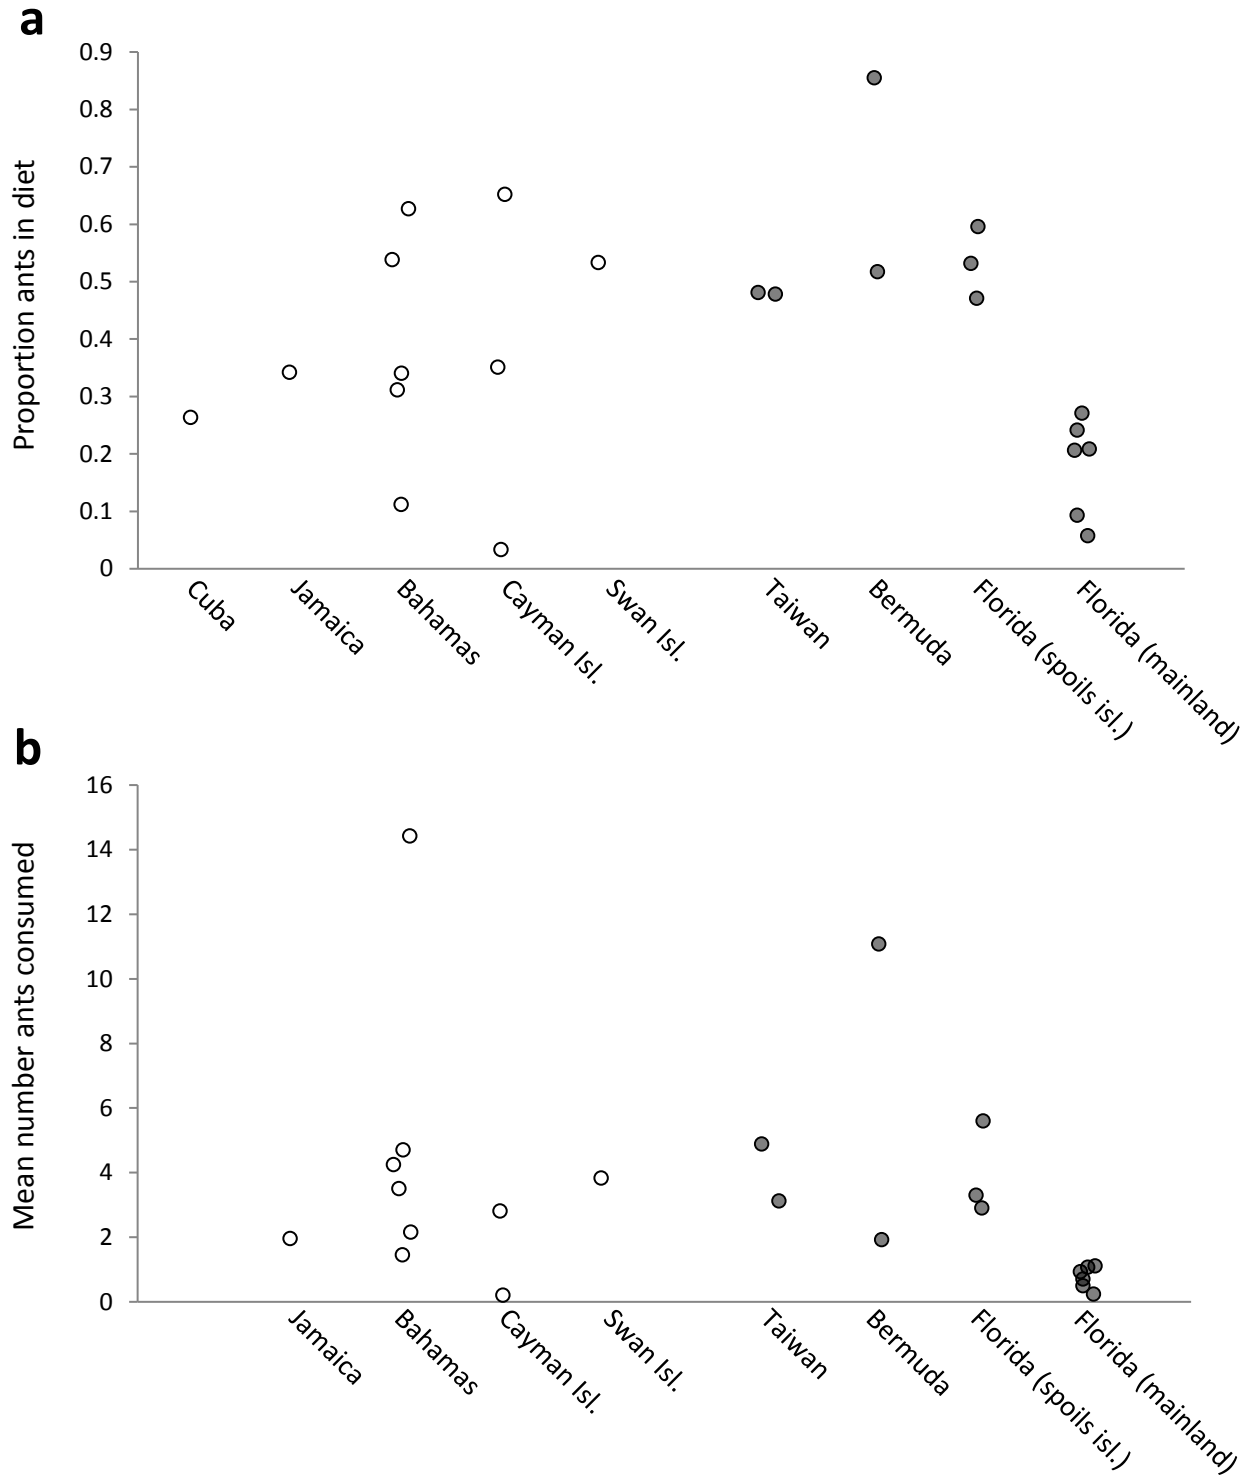 a
0.9
0.8
0.7
0.6
0.5
0.4
0.3
0.2
0.1
0
Proportion ants in diet
Cuba
Jamaica
Bahamas
Cayman Isl.
Swan Isl.
Taiwan
Bermuda
Florida (spoils isl.)
Florida (mainland)
b
16
14
12
10
8
6
4
2
0
Mean number ants consumed
Jamaica
Bahamas
Cayman Isl.
Swan Isl.
Taiwan
Bermuda
Florida (spoils isl.)
Florida (mainland)